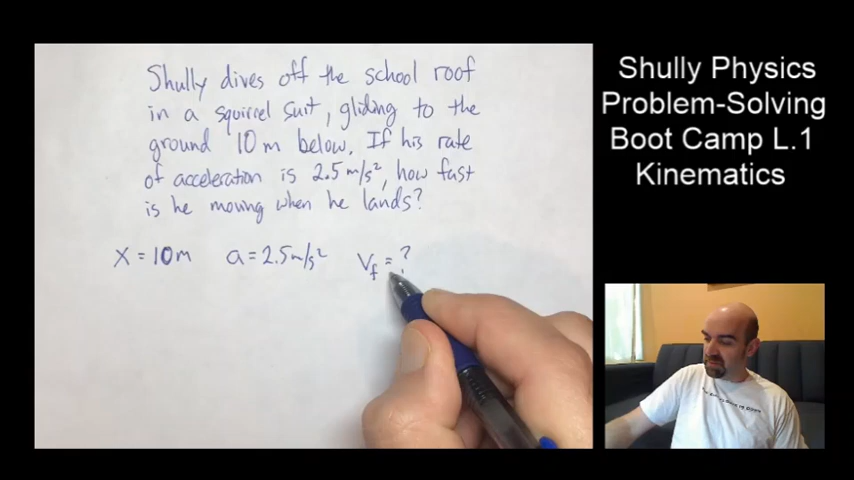 Shully dives off the school roof
in a squirrel suit, gliding to the
ground 10 m below. If his rate
of acceleration is 2.5 m/s², how fast
is he moving when he lands?
x = 10m a = 2.5 m/s² Vf = ?
Shully Physics
Problem-Solving
Boot Camp L.1
Kinematics